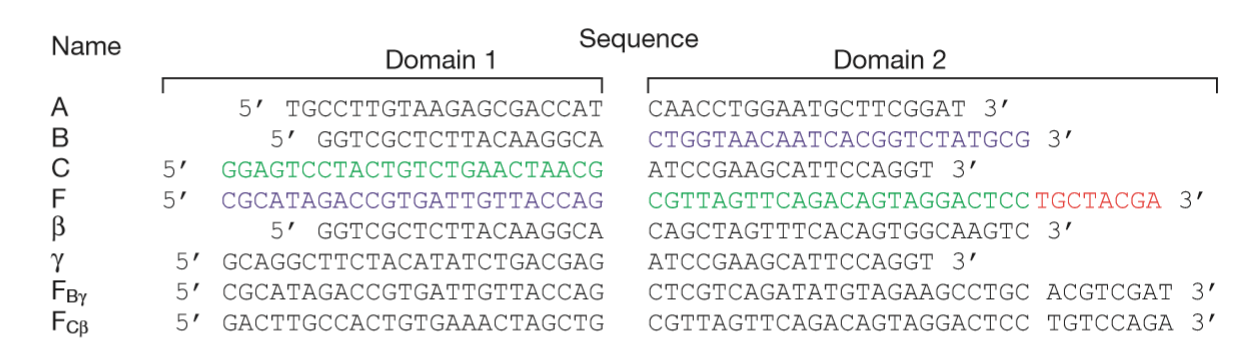 Name Sequence
Domain 1 Domain 2
A 5′ TGCCTTGTAAGAGCGACCAT CAACCTGGAATGCTTCGGAT 3′
B 5′ GGTCGCTCTTACAAGGCA CTGGTAACAATCACGGTCTATGCG 3′
C 5′ GGAGTCCTACTGTCTGAACTAACG ATCCGAAGCATTCCAGGT 3′
F 5′ CGCATAGACCGTGATTGTTACCAG CGTTAGTTCAGACAGTAGGACTCCTGCTACGA 3′
β 5′ GGTCGCTCTTACAAGGCA CAGCTAGTTTCACAGTGGCAAGTC 3′
γ 5′ GCAGGCTTCTACATATCTGACGAG ATCCGAAGCATTCCAGGT 3′
FBγ 5′ CGCATAGACCGTGATTGTTACCAG CTCGTCAGATATGTAGAAGCCTGC ACGTCGAT 3′
FCβ 5′ GACTTGCCACTGTGAAACTAGCTG CGTTAGTTCAGACAGTAGGACTCC TGTCCAGA 3′